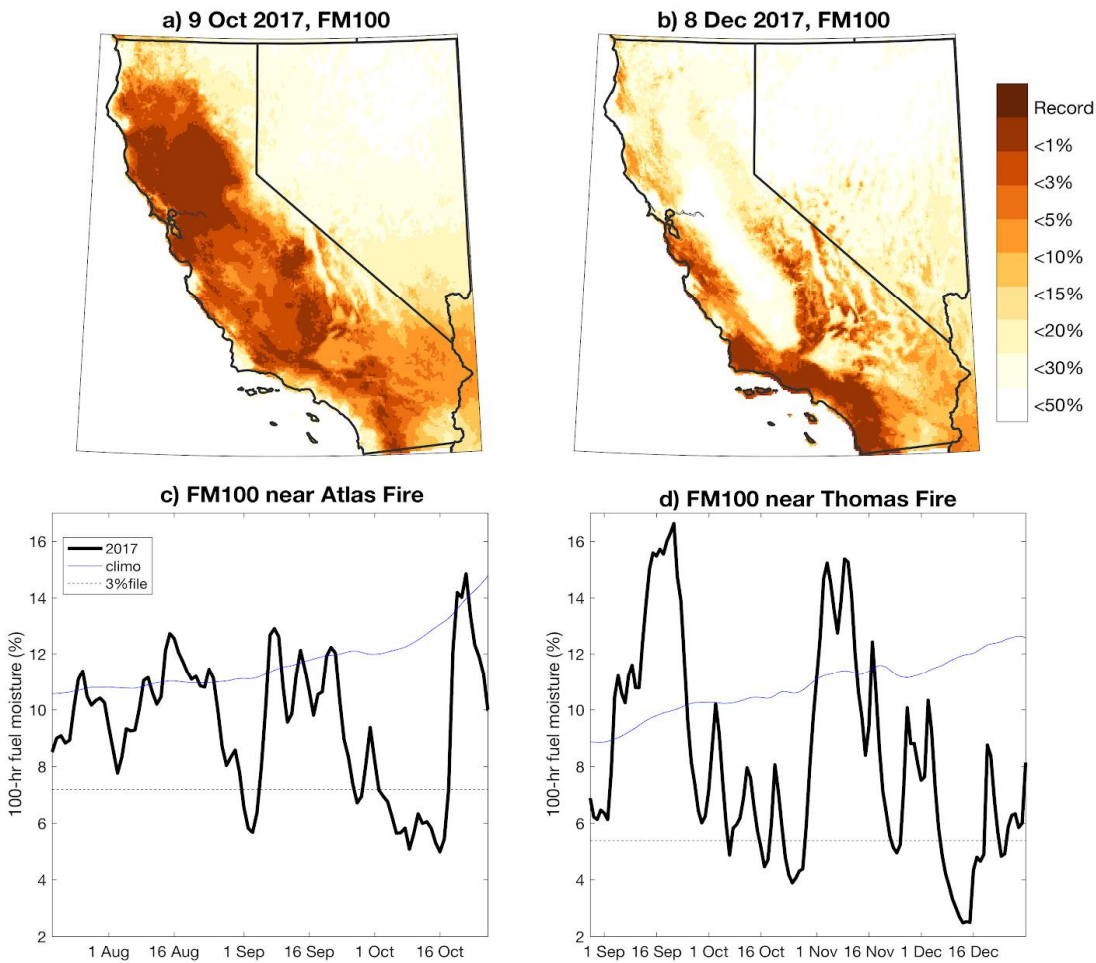 a) 9 Oct 2017, FM100
b) 8 Dec 2017, FM100
Record
<1%
<3%
<5%
<10%
<15%
<20%
<30%
<50%
c) FM100 near Atlas Fire
100-hr fuel moisture (%)
16
14
12
10
8
6
4
2
2017
climo
3%file
1 Aug
16 Aug
1 Sep
16 Sep
1 Oct
16 Oct
d) FM100 near Thomas Fire
100-hr fuel moisture (%)
16
14
12
10
8
6
4
2
1 Sep
16 Sep
1 Oct
16 Oct
1 Nov
16 Nov
1 Dec
16 Dec